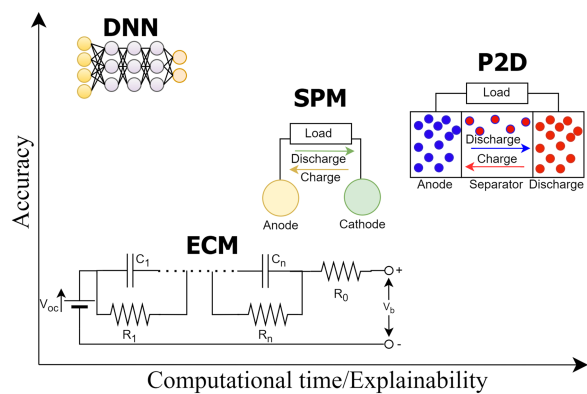 DNN
P2D
Load
SPM
Load
Discharge
Charge
Discharge
Charge
Anode
Separator
Discharge
Anode
Cathode
Accuracy
ECM
C1
Cn
R0
+
Voc
R1
Rn
Vb
-
Computational time/Explainability